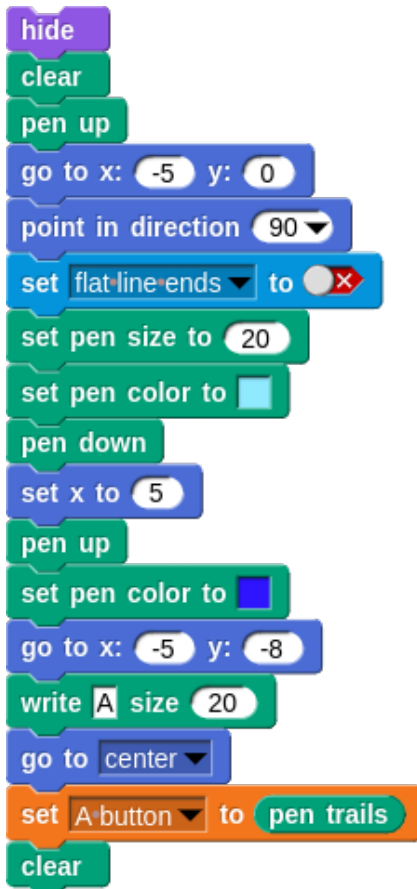 hide
clear
pen up
go to x: -5 y: 0
point in direction 90
set flat line ends to
set pen size to 20
set pen color to
pen down
set x to 5
pen up
set pen color to
go to x: -5 y: -8
write A size 20
go to center
set A button to pen trails
clear